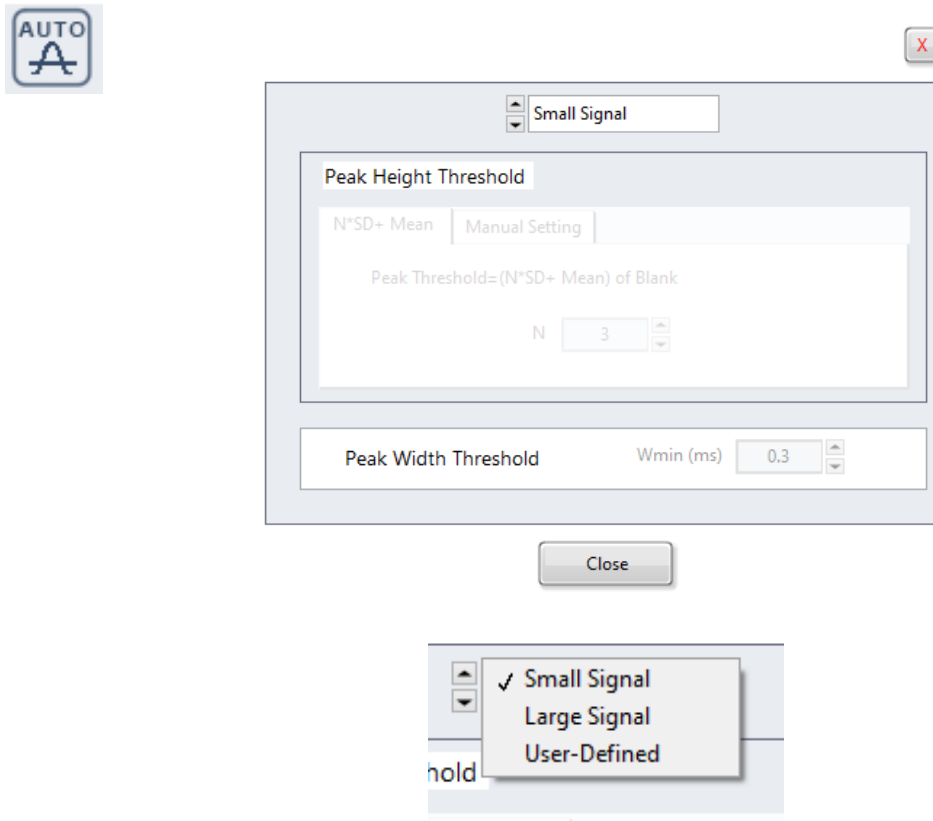 AUTO
X
Small Signal
Peak Height Threshold
N*SD+ Mean
Manual Setting
Peak Threshold=(N*SD+ Mean) of Blank
N 3
Peak Width Threshold Wmin (ms) 0.3
Close
✓ Small Signal
Large Signal
User-Defined
hold